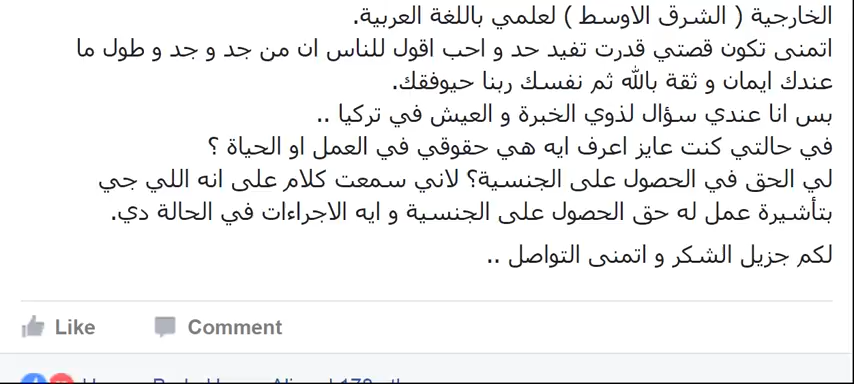 الخارجية ( الشرق الاوسط ) لعلمي باللغة العربية.
اتمنى تكون قصتي قدرت تفيد حد و احب اقول للناس ان من جد و جد و طول ما
عندك ايمان و ثقة بالله ثم نفسك ربنا حيوفقك.
بس انا عندي سؤال لذوي الخبرة و العيش في تركيا ..
في حالتي كنت عايز اعرف ايه هي حقوقي في العمل او الحياة ؟
لي الحق في الحصول على الجنسية؟ لاني سمعت كلام على انه اللي جي
بتأشيرة عمل له حق الحصول على الجنسية و ايه الاجراءات في الحالة دي.
لكم جزيل الشكر و اتمنى التواصل ..
Like Comment